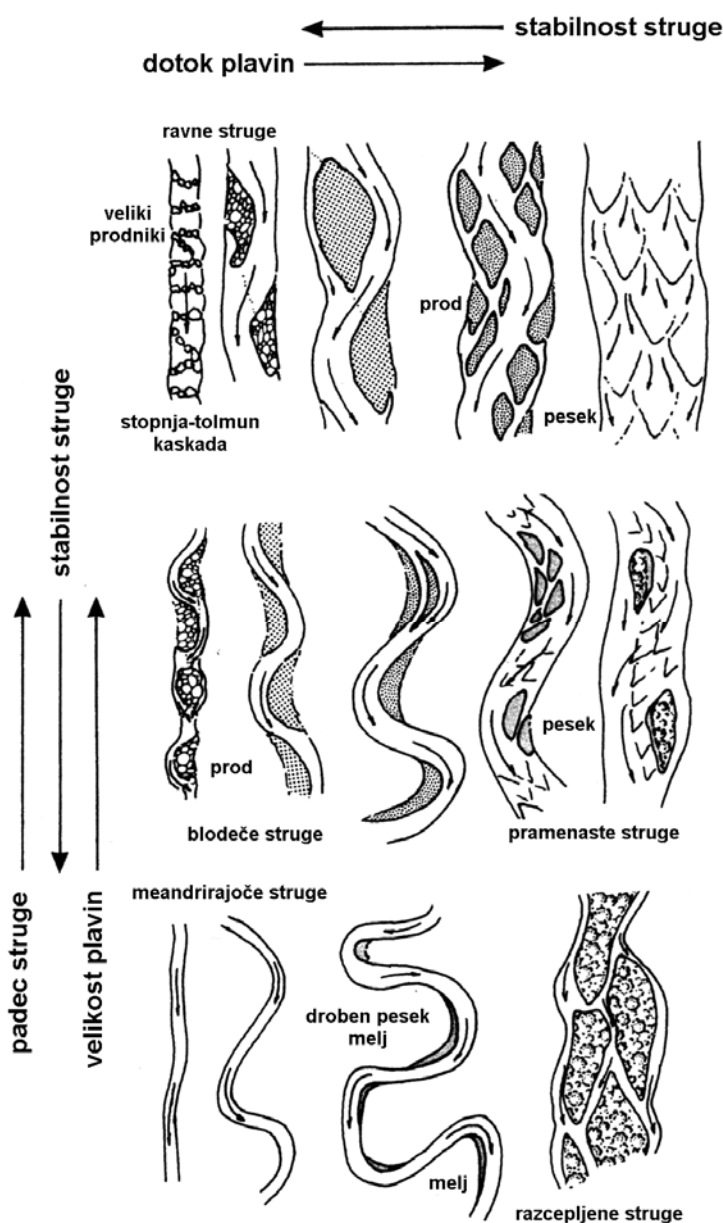 stabilnost struge
dotok plavin
ravne struge
veliki
prodniki
prod
stopnja-tolmun
kaskada
pesek
stabilnost struge
prod
pesek
blodeče struge
pramenaste struge
padec struge
velikost plavin
meandrirajoče struge
droben pesek
melj
melj
razcepljene struge